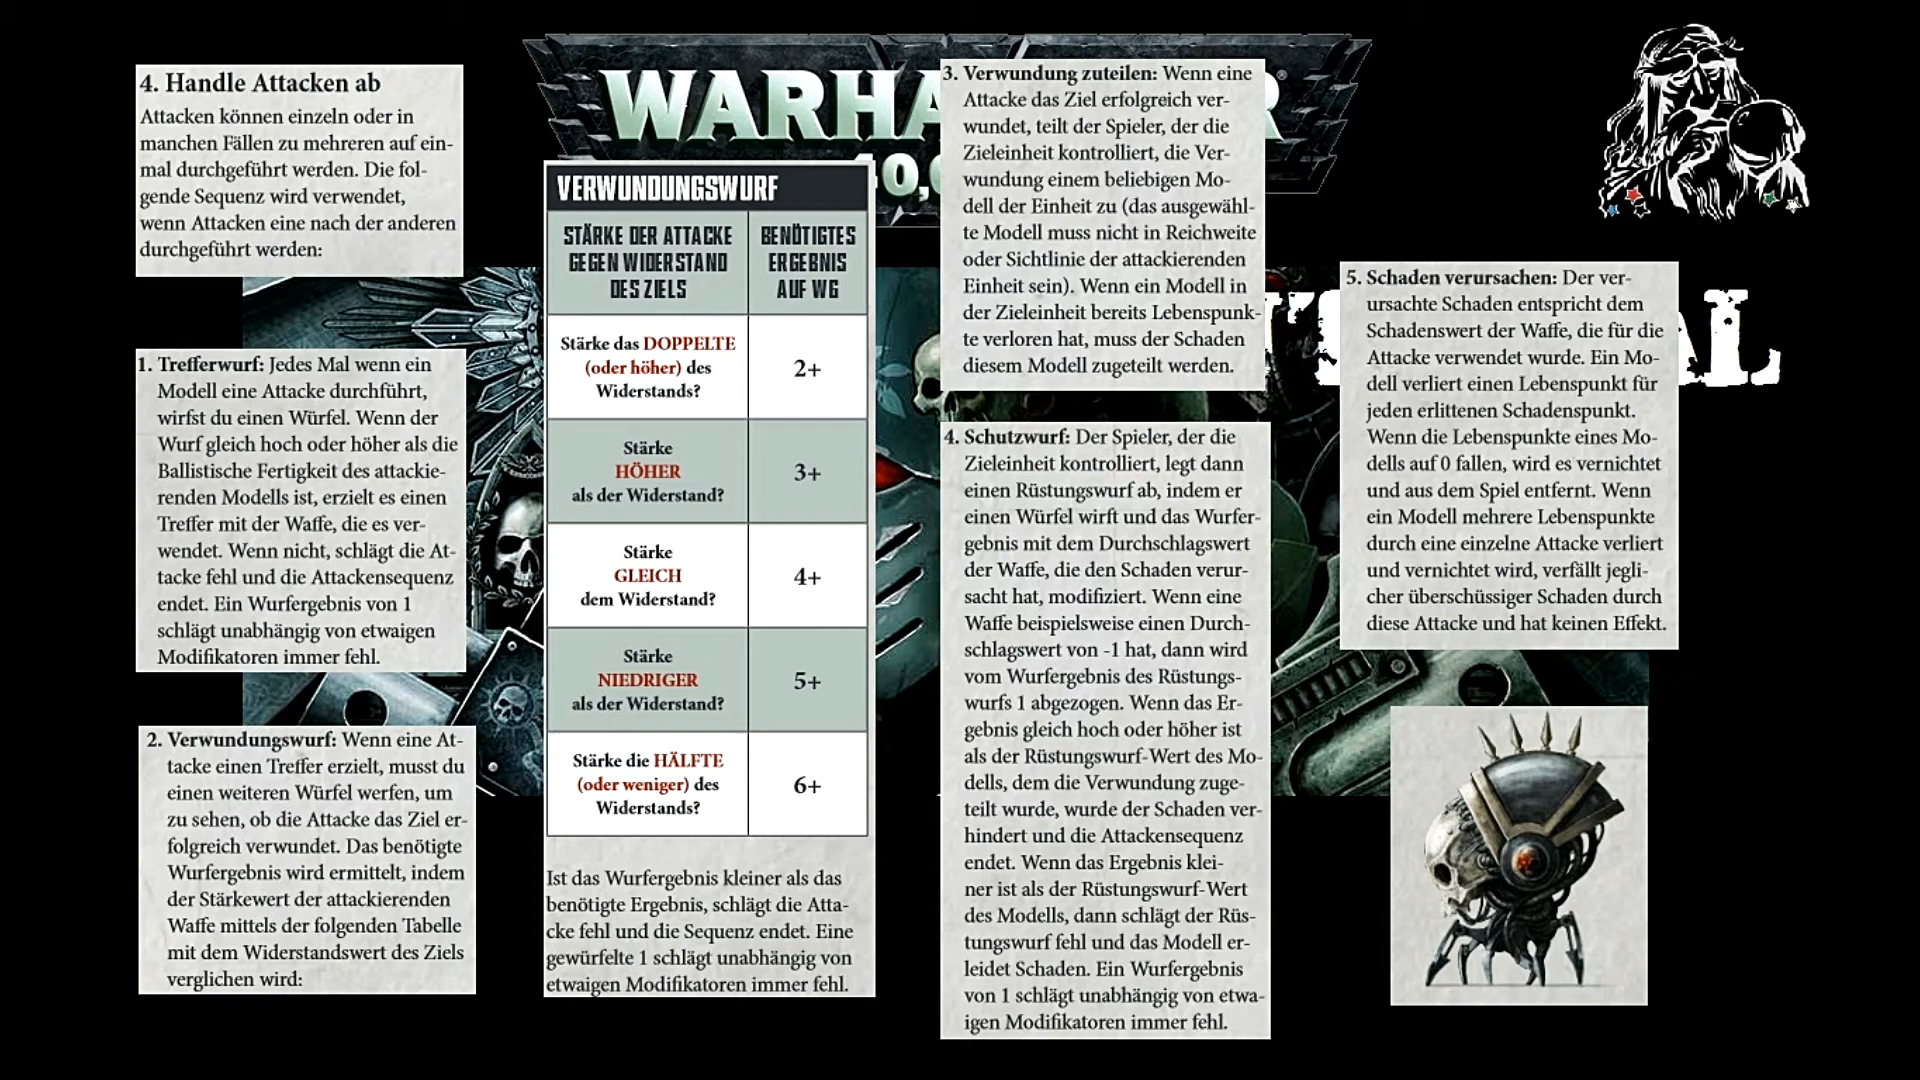 4. Handle Attacken ab
Attacken können einzeln oder in
manchen Fällen zu mehreren auf ein-
mal durchgeführt werden. Die fol-
gende Sequenz wird verwendet,
wenn Attacken eine nach der anderen
durchgeführt werden:
1. Trefferwurf: Jedes Mal wenn ein
Modell eine Attacke durchführt,
wirfst du einen Würfel. Wenn der
Wurf gleich hoch oder höher als die
Ballistische Fertigkeit des attackie-
renden Modells ist, erzielt es einen
Treffer mit der Waffe, die es ver-
wendet. Wenn nicht, schlägt die At-
tacke fehl und die Attackensequenz
endet. Ein Wurfergebnis von 1
schlägt unabhängig von etwaigen
Modifikatoren immer fehl.
2. Verwundungswurf: Wenn eine At-
tacke einen Treffer erzielt, musst du
einen weiteren Würfel werfen, um
zu sehen, ob die Attacke das Ziel er-
folgreich verwundet. Das benötigte
Wurfergebnis wird ermittelt, indem
der Stärkewert der attackierenden
Waffe mittels der folgenden Tabelle
mit dem Widerstandswert des Ziels
verglichen wird:
WARHA R
40,0
VERWUNDUNGSWURF
STÄRKE DER ATTACKE
GEGEN WIDERSTAND
DES ZIELS
BENÖTIGTES
ERGEBNIS
AUF WG
Stärke das DOPPELTE
(oder höher) des
Widerstands?
2+
Stärke
HÖHER
als der Widerstand?
3+
Stärke
GLEICH
dem Widerstand?
4+
Stärke
NIEDRIGER
als der Widerstand?
5+
Stärke die HÄLFTE
(oder weniger) des
Widerstands?
6+
Ist das Wurfergebnis kleiner als das
benötigte Ergebnis, schlägt die Atta-
cke fehl und die Sequenz endet. Eine
gewürfelte 1 schlägt unabhängig von
etwaigen Modifikatoren immer fehl.
3. Verwundung zuteilen: Wenn eine
Attacke das Ziel erfolgreich ver-
wundet, teilt der Spieler, der die
Zieleinheit kontrolliert, die Ver-
wundung einem beliebigen Mo-
dell der Einheit zu (das ausgewähl-
te Modell muss nicht in Reichweite
oder Sichtlinie der attackierenden
Einheit sein). Wenn ein Modell in
der Zieleinheit bereits Lebenspunk-
te verloren hat, muss der Schaden
diesem Modell zugeteilt werden.
4. Schutzwurf: Der Spieler, der die
Zieleinheit kontrolliert, legt dann
einen Rüstungswurf ab, indem er
einen Würfel wirft und das Wurfer-
gebnis mit dem Durchschlagswert
der Waffe, die den Schaden verur-
sacht hat, modifiziert. Wenn eine
Waffe beispielsweise einen Durch-
schlagswert von -1 hat, dann wird
vom Wurfergebnis des Rüstungs-
wurfs 1 abgezogen. Wenn das Er-
gebnis gleich hoch oder höher ist
als der Rüstungswurf-Wert des Mo-
dells, dem die Verwundung zuge-
teilt wurde, wurde der Schaden ver-
hindert und die Attackensequenz
endet. Wenn das Ergebnis klei-
ner ist als der Rüstungswurf-Wert
des Modells, dann schlägt der Rüs-
tungswurf fehl und das Modell er-
leidet Schaden. Ein Wurfergebnis
von 1 schlägt unabhängig von etwa-
igen Modifikatoren immer fehl.
5. Schaden verursachen: Der ver-
ursachte Schaden entspricht dem
Schadenswert der Waffe, die für die
Attacke verwendet wurde. Ein Mo-
dell verliert einen Lebenspunkt für
jeden erlittenen Schadenspunkt.
Wenn die Lebenspunkte eines Mo-
dells auf 0 fallen, wird es vernichtet
und aus dem Spiel entfernt. Wenn
ein Modell mehrere Lebenspunkte
durch eine einzelne Attacke verliert
und vernichtet wird, verfällt jegli-
cher überschüssiger Schaden durch
diese Attacke und hat keinen Effekt.